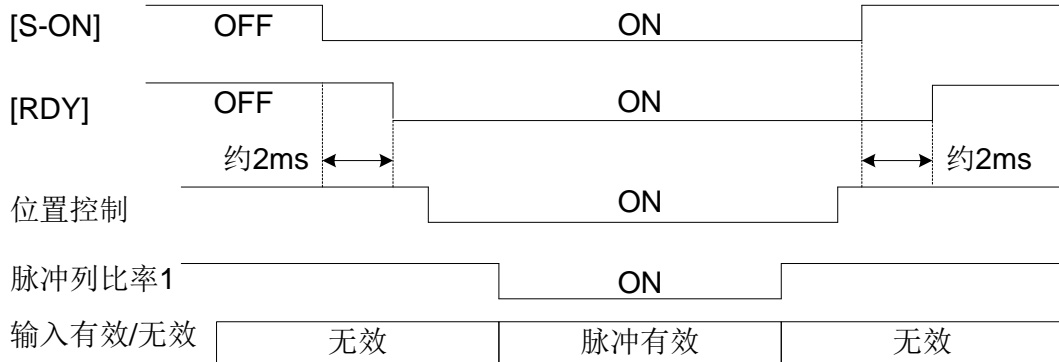 [S-ON] OFF ON
[RDY] OFF ON
约2ms 约2ms
位置控制 ON
脉冲列比率1 ON
输入有效/无效 无效 脉冲有效 无效